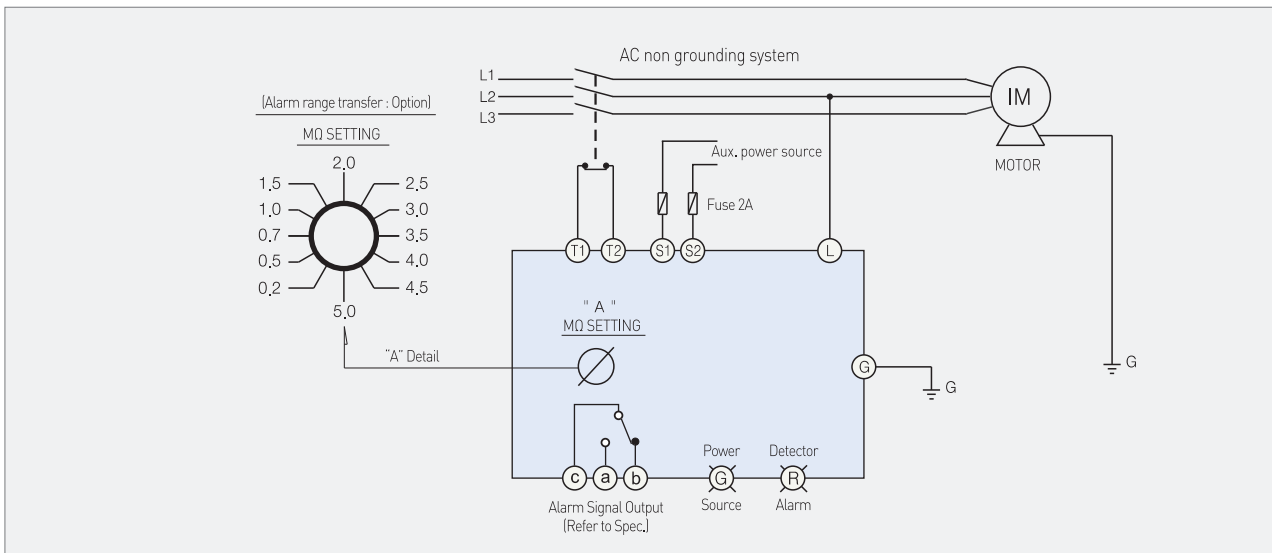 AC non grounding system
L1
L2
L3
IM
MOTOR
(Alarm range transfer : Option)
MΩ SETTING
2.0
1.5
2.5
1.0
3.0
0.7
3.5
0.5
4.0
0.2
4.5
5.0
"A" Detail
Aux. power source
Fuse 2A
T1
T2
S1
S2
L
" A "
MΩ SETTING
G
G
G
c
a
b
Alarm Signal Output
(Refer to Spec.)
Power
G
Source
Detector
R
Alarm